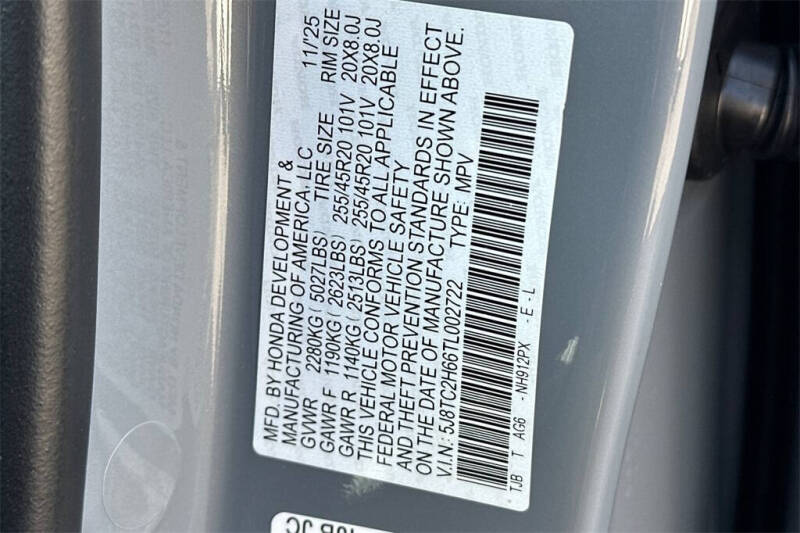 MFD. BY HONDA DEVELOPMENT &
MANUFACTURING OF AMERICA, LLC 11/25
GVWR 2280KG (5027LBS) TIRE SIZE RIM SIZE
GAWR F 1190KG (2623LBS) 255/45R20 101V 20X8.0J
GAWR R 1140KG (2513LBS) 255/45R20 101V 20X8.0J
THIS VEHICLE CONFORMS TO ALL APPLICABLE
FEDERAL MOTOR VEHICLE SAFETY
AND THEFT PREVENTION STANDARDS IN EFFECT
ON THE DATE OF MANUFACTURE SHOWN ABOVE.
V.I.N: 5J8TC2H66TL002722 TYPE: MPV
TJB T AG6 - NH912PX - E - L